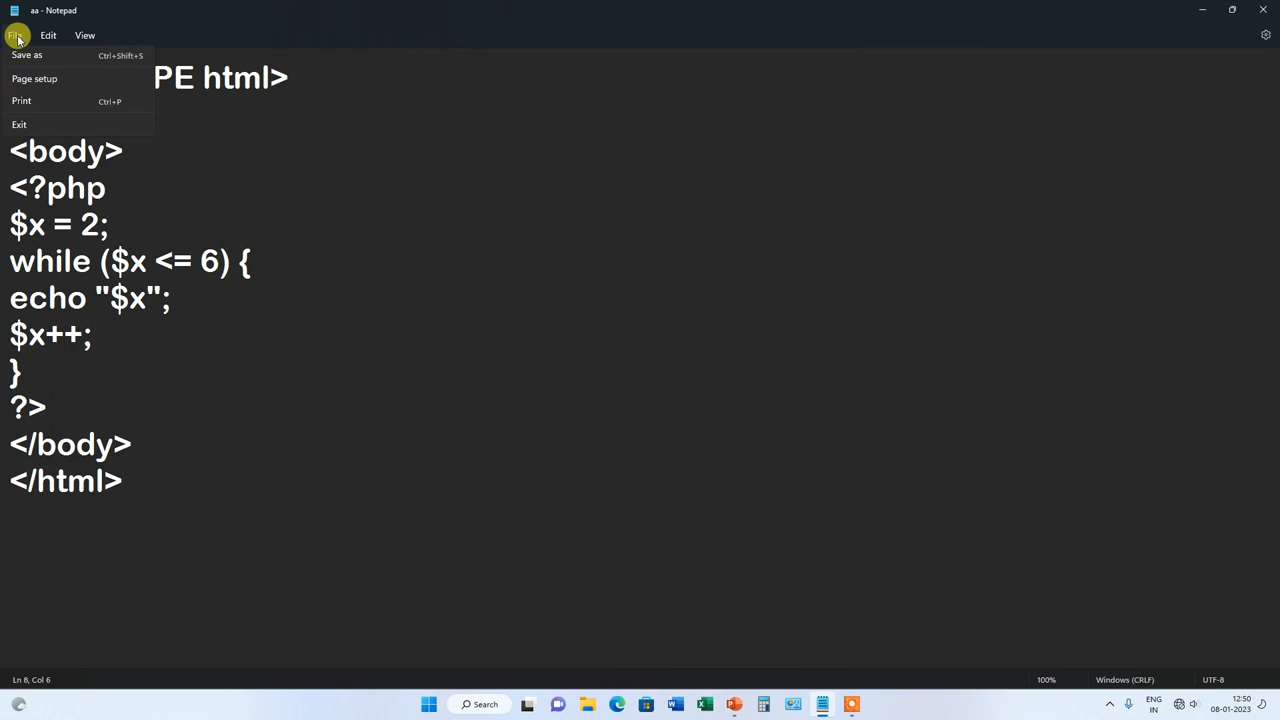 aa - Notepad
File Edit View
Save as Ctrl+Shift+S
Page setup
Print Ctrl+P
Exit
PE html>
<body>
<?php
$x = 2;
while ($x <= 6) {
echo "$x";
$x++;
}
?>
</body>
</html>
Ln 8, Col 6 100% Windows (CRLF) UTF-8
Search
ENG
IN
12:50
08-01-2023